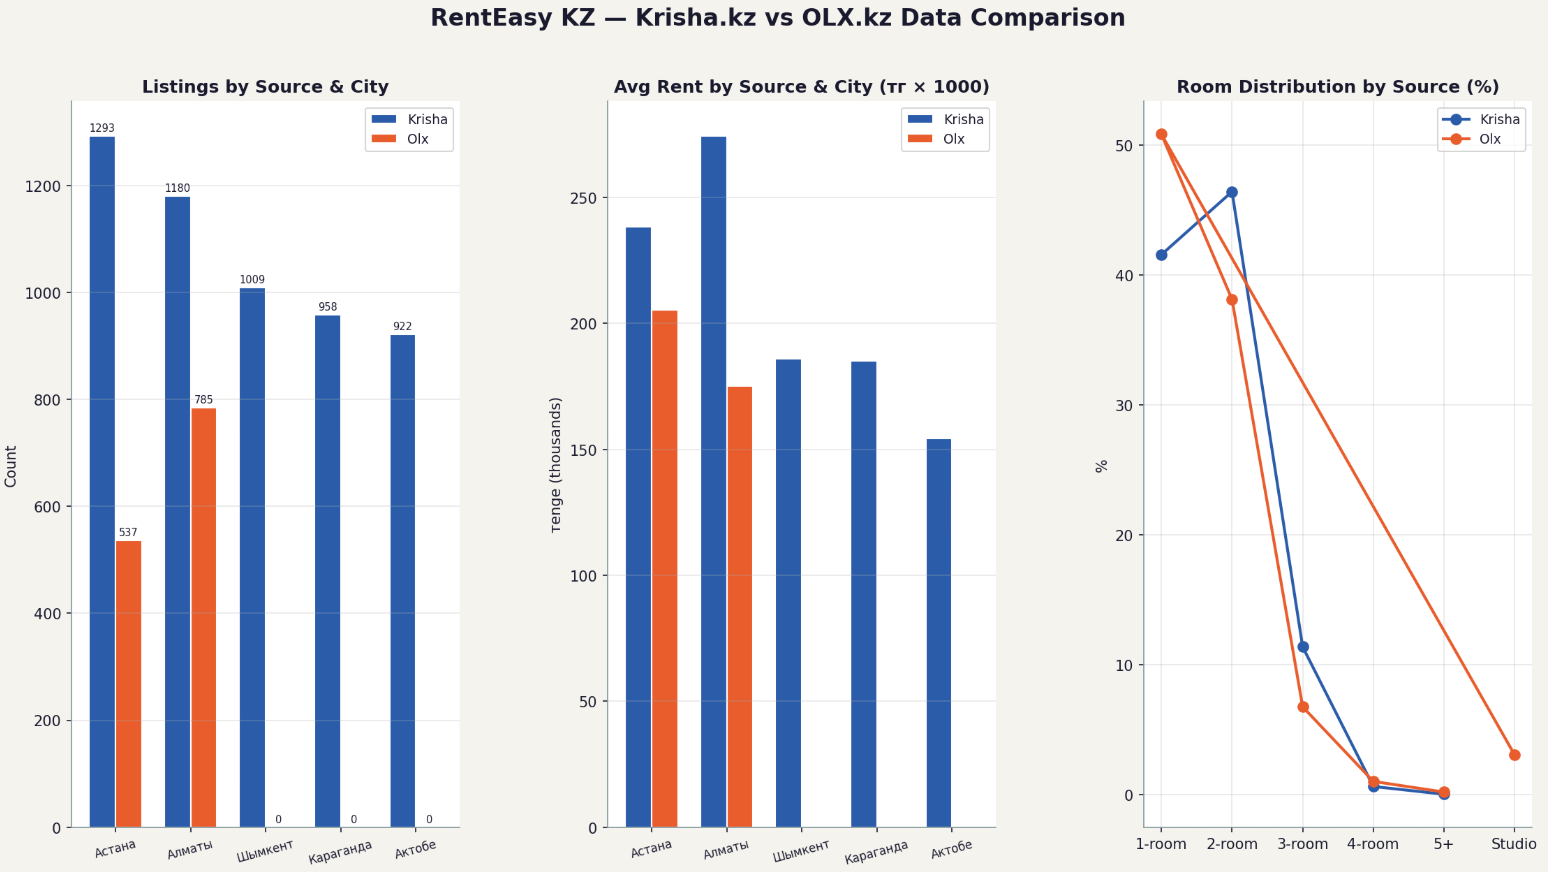 RentEasy KZ — Krisha.kz vs OLX.kz Data Comparison
Listings by Source & City
Krisha
Olx
Count
1200
1000
800
600
400
200
0
1293
537
1180
785
1009
0
958
0
922
0
Астана
Алматы
Шымкент
Караганда
Актобе
Avg Rent by Source & City (тг × 1000)
Krisha
Olx
Tenge (thousands)
250
200
150
100
50
0
Астана
Алматы
Шымкент
Караганда
Актобе
Room Distribution by Source (%)
Krisha
Olx
%
50
40
30
20
10
0
1-room
2-room
3-room
4-room
5+
Studio